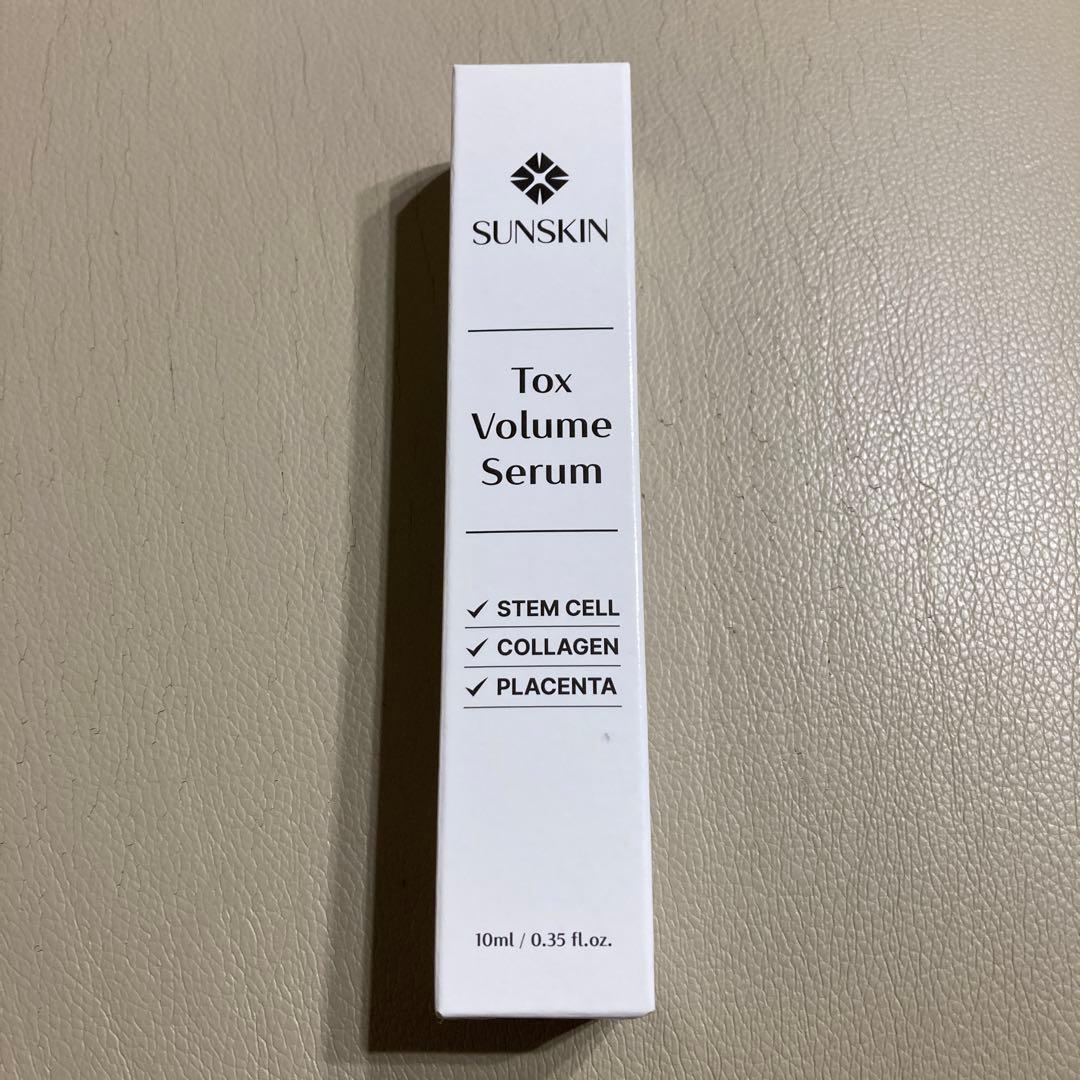 SUNSKIN
Tox
Volume
Serum
✓ STEM CELL
✓ COLLAGEN
✓ PLACENTA
10ml / 0.35 fl.oz.